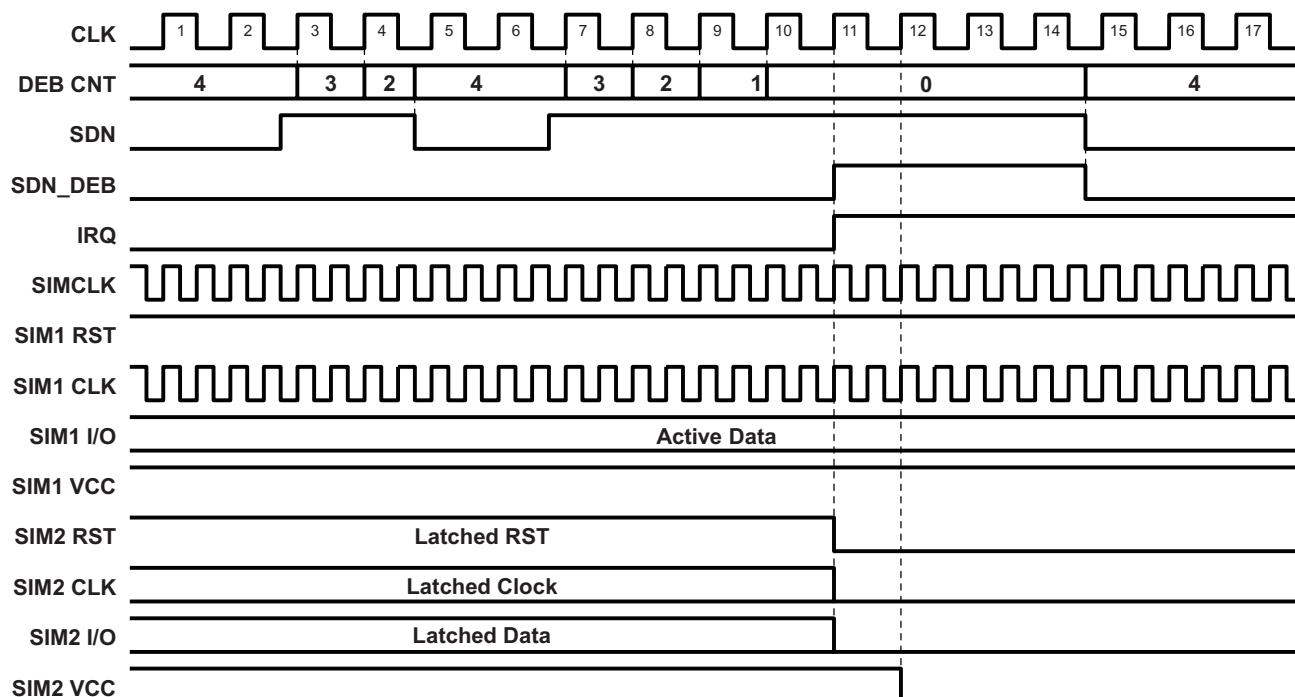 CLK 1 2 3 4 5 6 7 8 9 10 11 12 13 14 15 16 17
DEB CNT 4 3 2 4 3 2 1 0 4
SDN
SDN_DEB
IRQ
SIMCLK
SIM1 RST
SIM1 CLK
SIM1 I/O Active Data
SIM1 VCC
SIM2 RST Latched RST
SIM2 CLK Latched Clock
SIM2 I/O Latched Data
SIM2 VCC